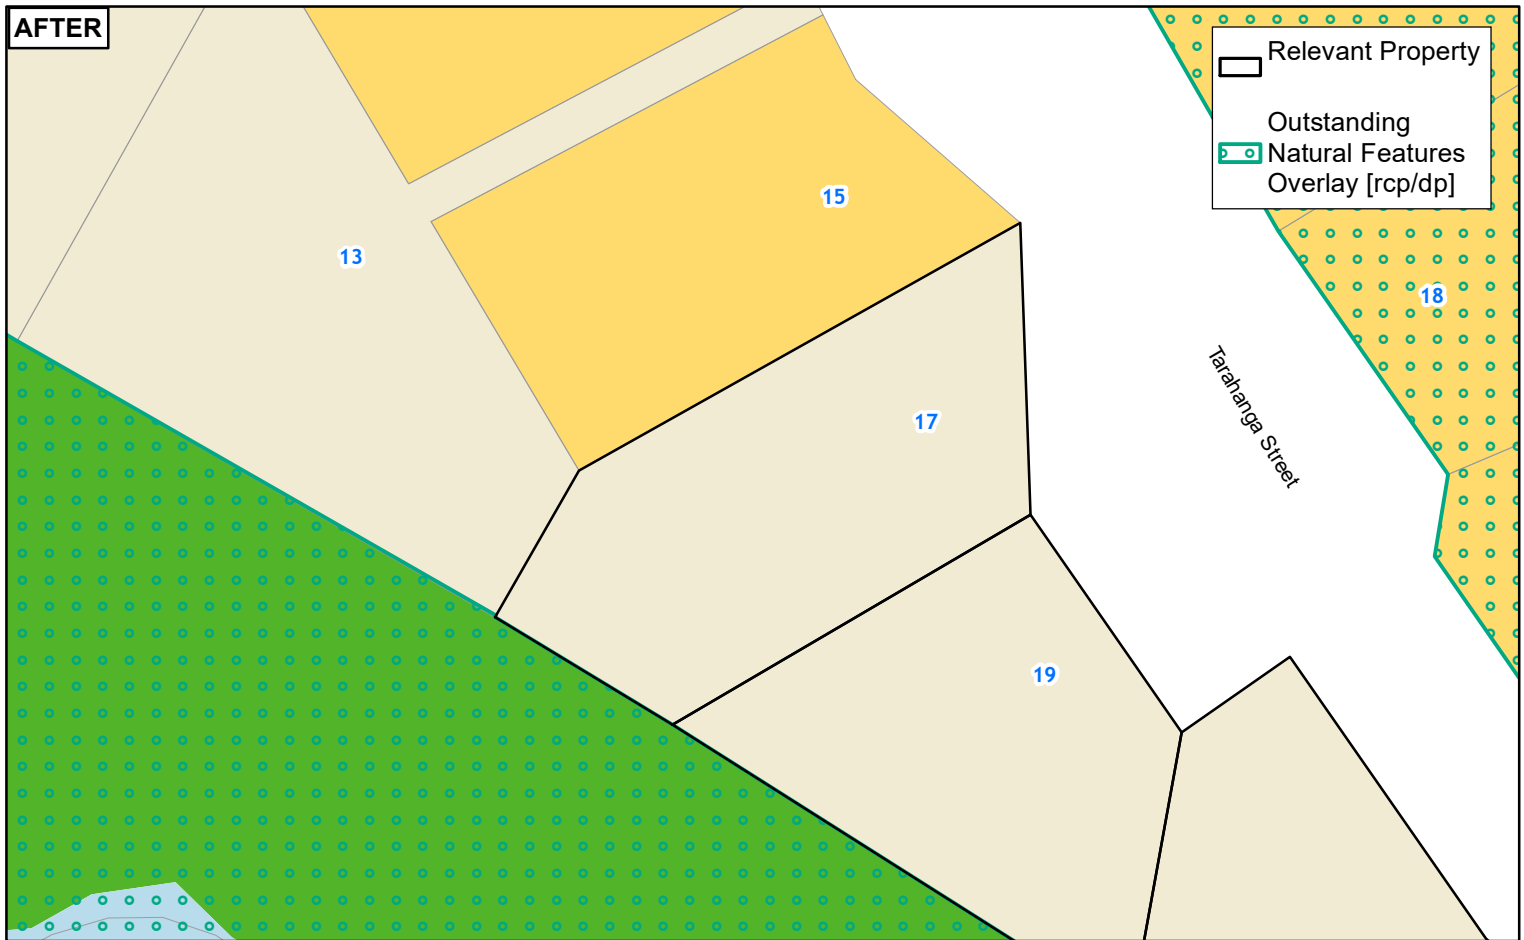 AFTER
Relevant Property
Outstanding
Natural Features
Overlay [rcp/dp]
15
13
18
17
Tarahanga Street
19